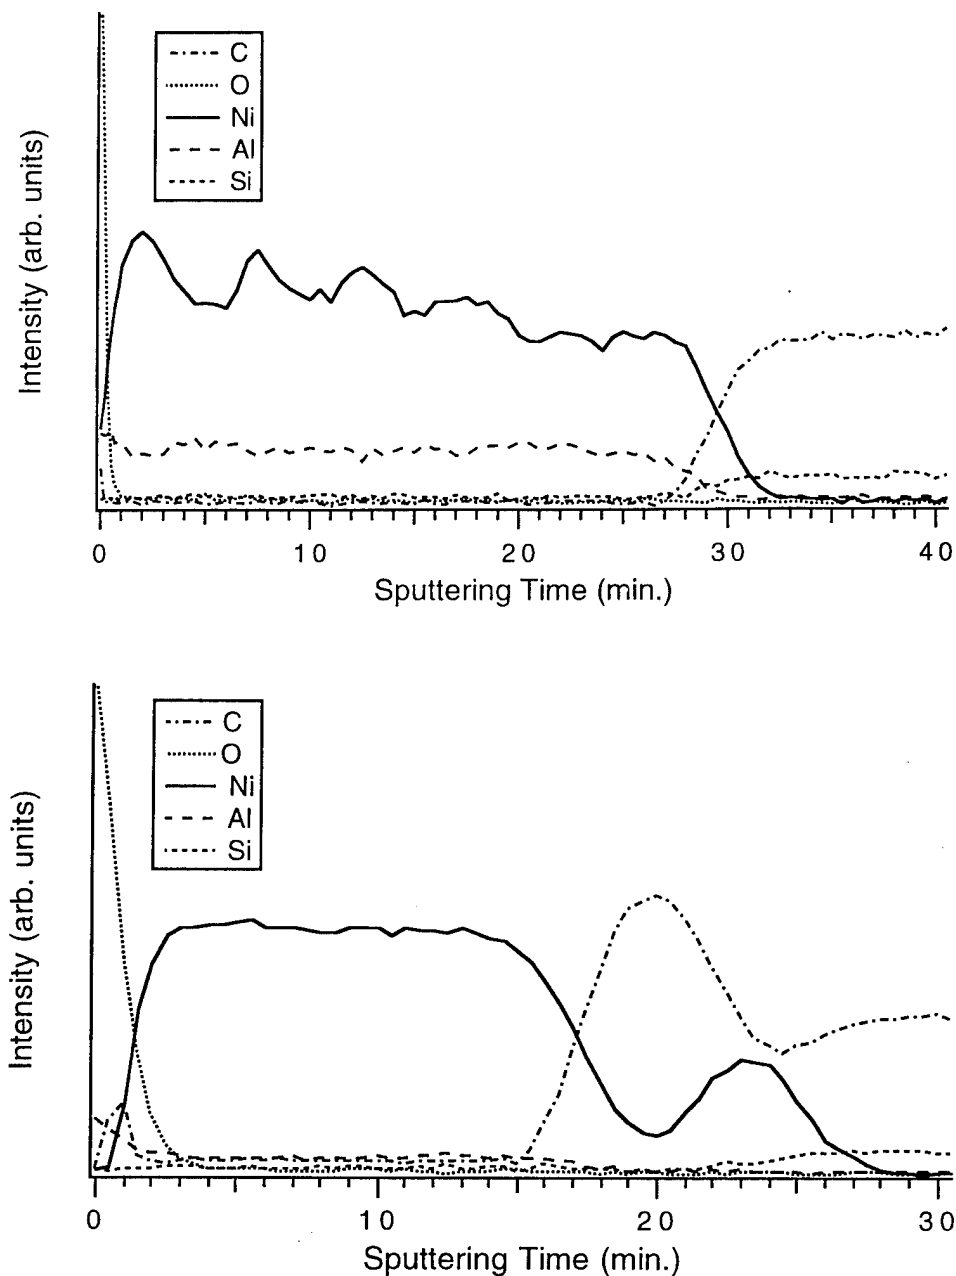 C
O
Ni
Al
Si
Intensity (arb. units)
0 10 20 30 40
Sputtering Time (min.)
C
O
Ni
Al
Si
Intensity (arb. units)
0 10 20 30
Sputtering Time (min.)